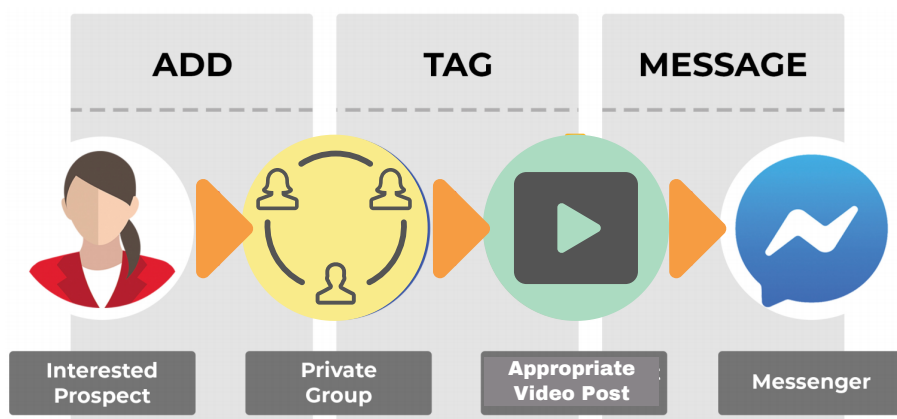 ADD
TAG
MESSAGE
Interested
Prospect
Private
Group
Appropriate
Video Post
Messenger